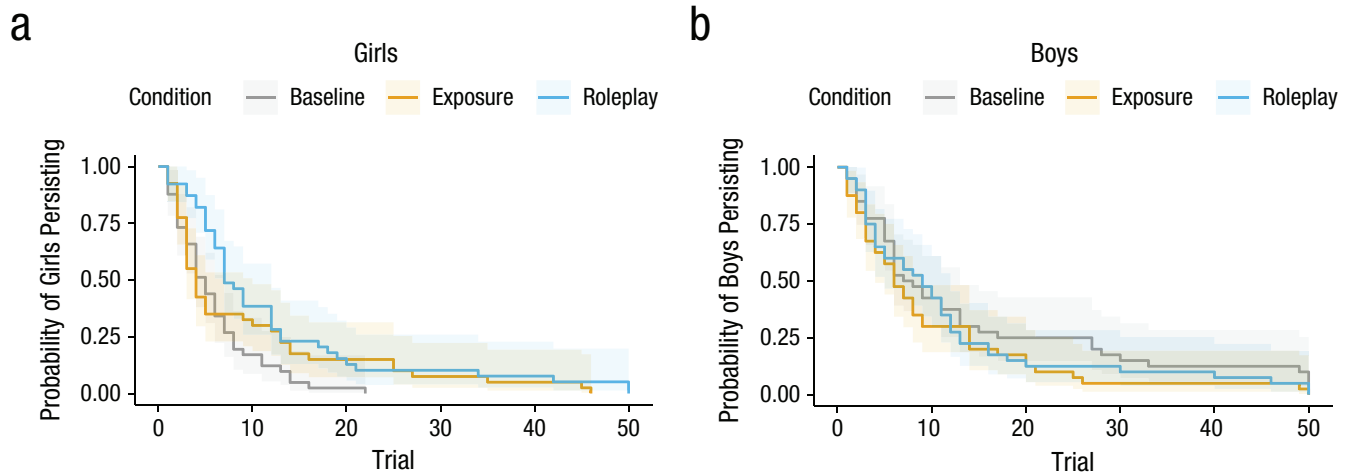 a
Girls
Condition Baseline Exposure Roleplay
Probability of Girls Persisting
1.00
0.75
0.50
0.25
0.00
0 10 20 30 40 50
Trial
b
Boys
Condition Baseline Exposure Roleplay
Probability of Boys Persisting
1.00
0.75
0.50
0.25
0.00
0 10 20 30 40 50
Trial